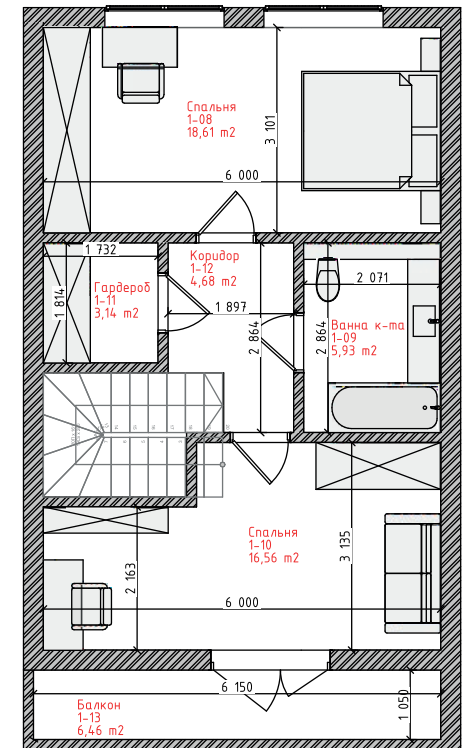 Спальня
1-08
18,61 m2
3 101
6 000
1 732
Гардероб
1-11
3,14 m2
1 814
Коридор
1-12
4,68 m2
1 897
2 864
2 071
Ванна к-та
1-09
5,93 m2
2 864
Спальня
1-10
16,56 m2
3 135
2 163
6 000
6 150
Балкон
1-13
6,46 m2
1 050